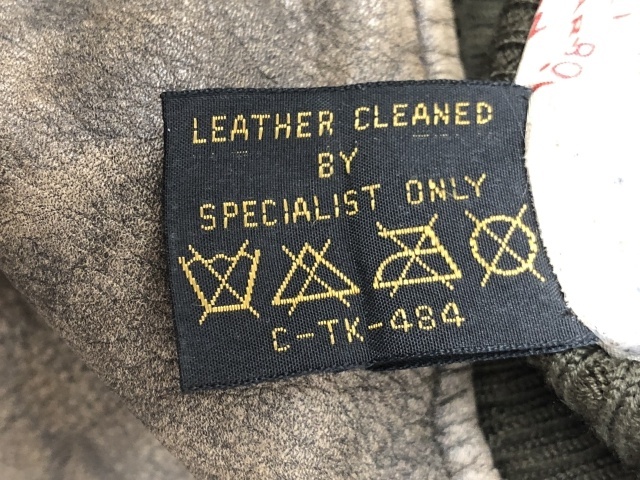 LEATHER CLEANED
BY
SPECIALIST ONLY
C-TK-484